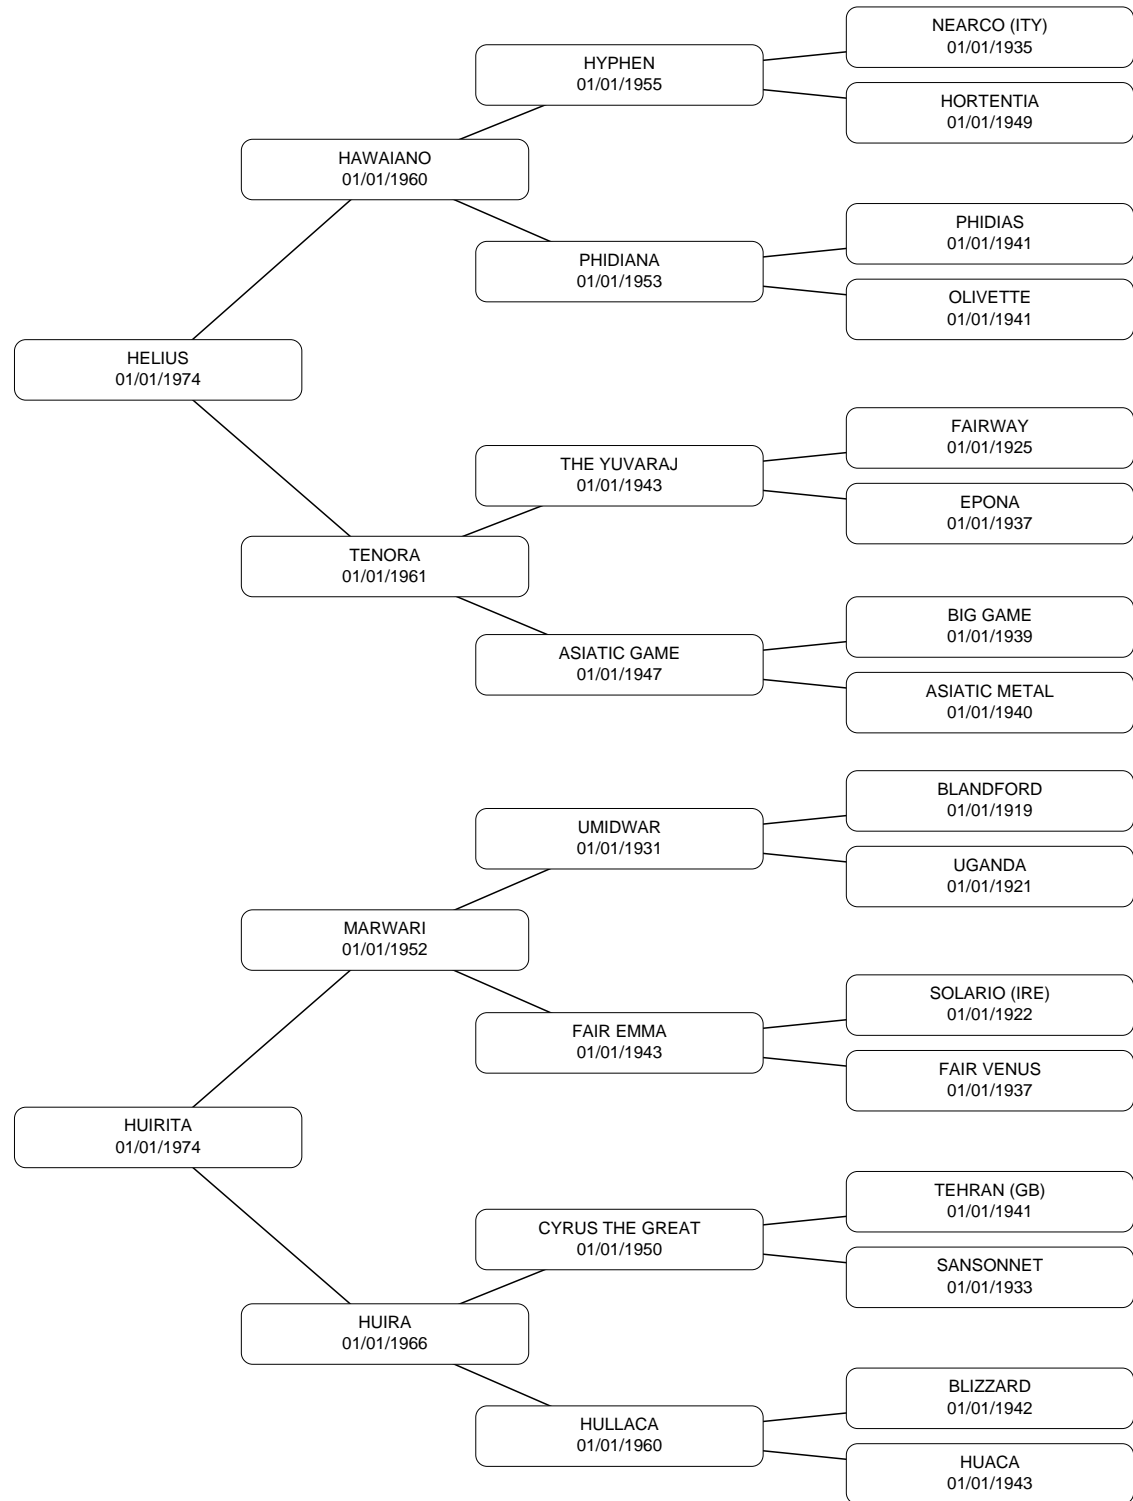 NEARCO (ITY)
01/01/1935
HYPHEN
01/01/1955
HORTENTIA
01/01/1949
HAWAIANO
01/01/1960
PHIDIAS
01/01/1941
PHIDIANA
01/01/1953
OLIVETTE
01/01/1941
HELIUS
01/01/1974
FAIRWAY
01/01/1925
THE YUVARAJ
01/01/1943
EPONA
01/01/1937
TENORA
01/01/1961
BIG GAME
01/01/1939
ASIATIC GAME
01/01/1947
ASIATIC METAL
01/01/1940
BLANDFORD
01/01/1919
UMIDWAR
01/01/1931
UGANDA
01/01/1921
MARWARI
01/01/1952
SOLARIO (IRE)
01/01/1922
FAIR EMMA
01/01/1943
FAIR VENUS
01/01/1937
HUIRITA
01/01/1974
TEHRAN (GB)
01/01/1941
CYRUS THE GREAT
01/01/1950
SANSONNET
01/01/1933
HUIRA
01/01/1966
BLIZZARD
01/01/1942
HULLACA
01/01/1960
HUACA
01/01/1943